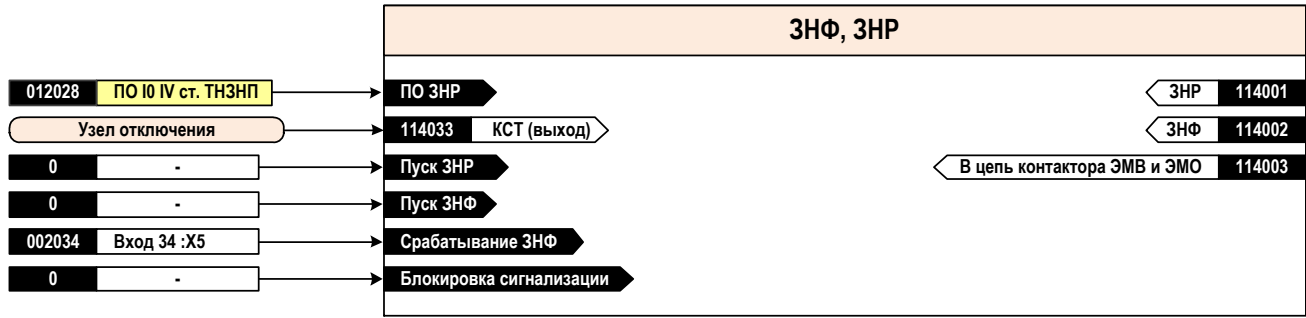 ЗНФ, ЗНР
012028 ПО I0 IV ст. ТНЗНП ПО ЗНР ЗНР 114001
Узел отключения 114033 КСТ (выход) ЗНФ 114002
0 - Пуск ЗНР В цепь контактора ЭМВ и ЭМО 114003
0 - Пуск ЗНФ
002034 Вход 34 :X5 Срабатывание ЗНФ
0 - Блокировка сигнализации